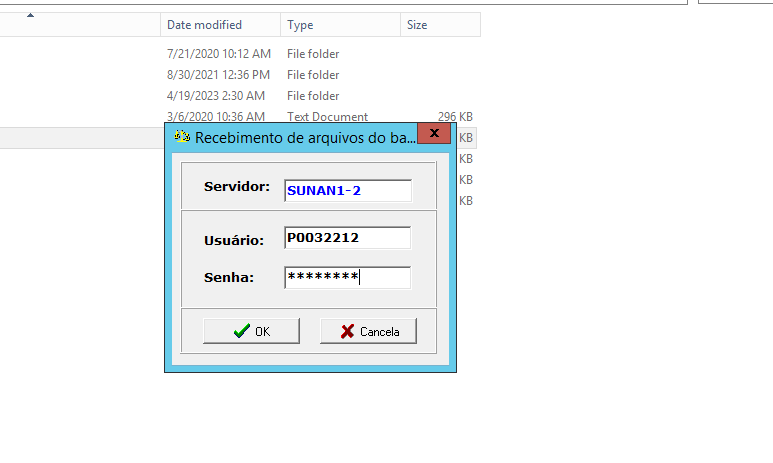 Date modified Type Size
7/21/2020 10:12 AM File folder
8/30/2021 12:36 PM File folder
4/19/2023 2:30 AM File folder
3/6/2020 10:36 AM Text Document 296 KB
Recebimento de arquivos do ba... x
KB
KB
KB
KB
Servidor: SUNAN1-2
Usuário: P0032212
Senha: ********
OK Cancela